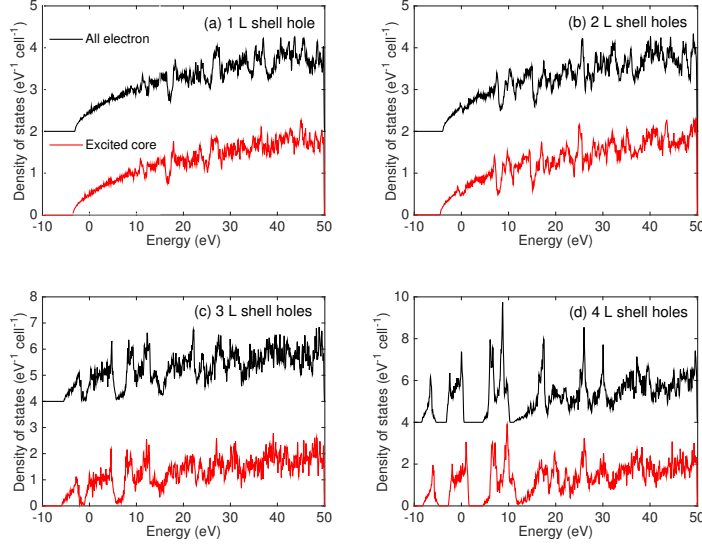 (a) 1 L shell hole
All electron
Excited core
Density of states (eV⁻¹ cell⁻¹)
5
4
3
2
1
0
-10 0 10 20 30 40 50
Energy (eV)
(b) 2 L shell holes
Density of states (eV⁻¹ cell⁻¹)
5
4
3
2
1
0
-10 0 10 20 30 40 50
Energy (eV)
(c) 3 L shell holes
Density of states (eV⁻¹ cell⁻¹)
8
7
6
5
4
3
2
1
0
-10 0 10 20 30 40 50
Energy (eV)
(d) 4 L shell holes
Density of states (eV⁻¹ cell⁻¹)
10
8
6
4
2
0
-10 0 10 20 30 40 50
Energy (eV)